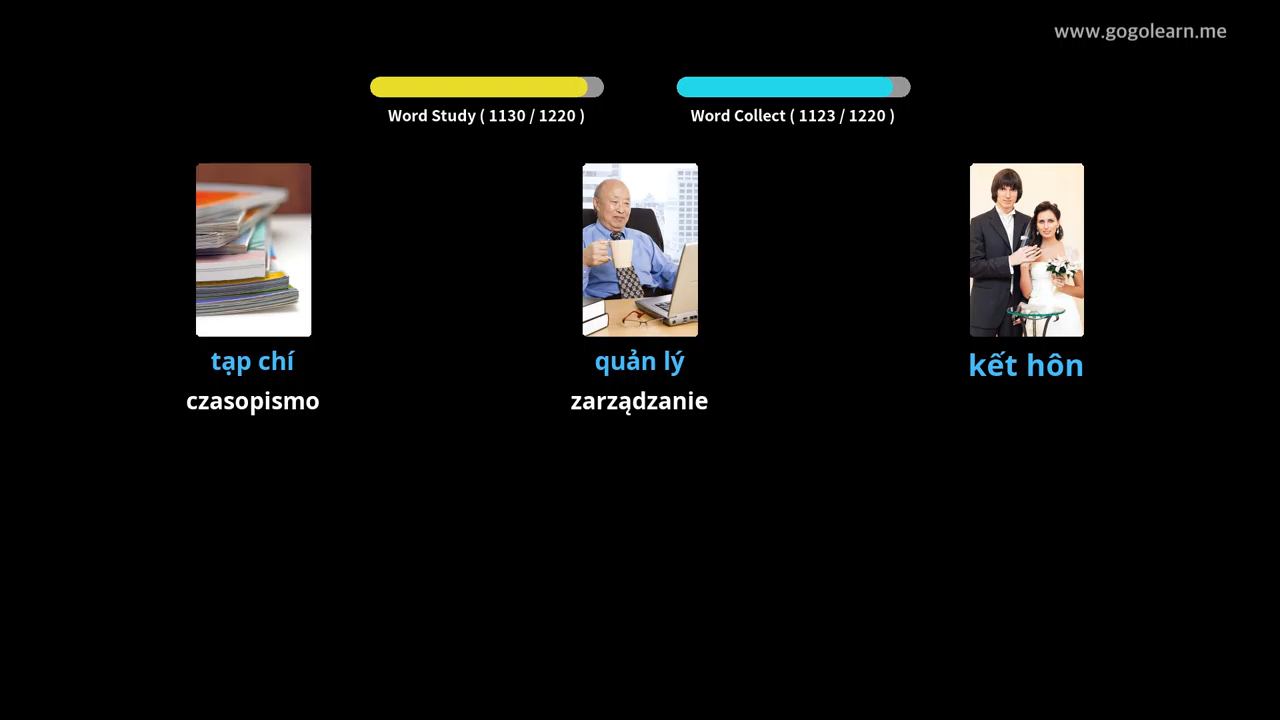 www.gogolearn.me
Word Study ( 1130 / 1220 )
Word Collect ( 1123 / 1220 )
tạp chí
quản lý
kết hôn
czasopismo
zarządzanie